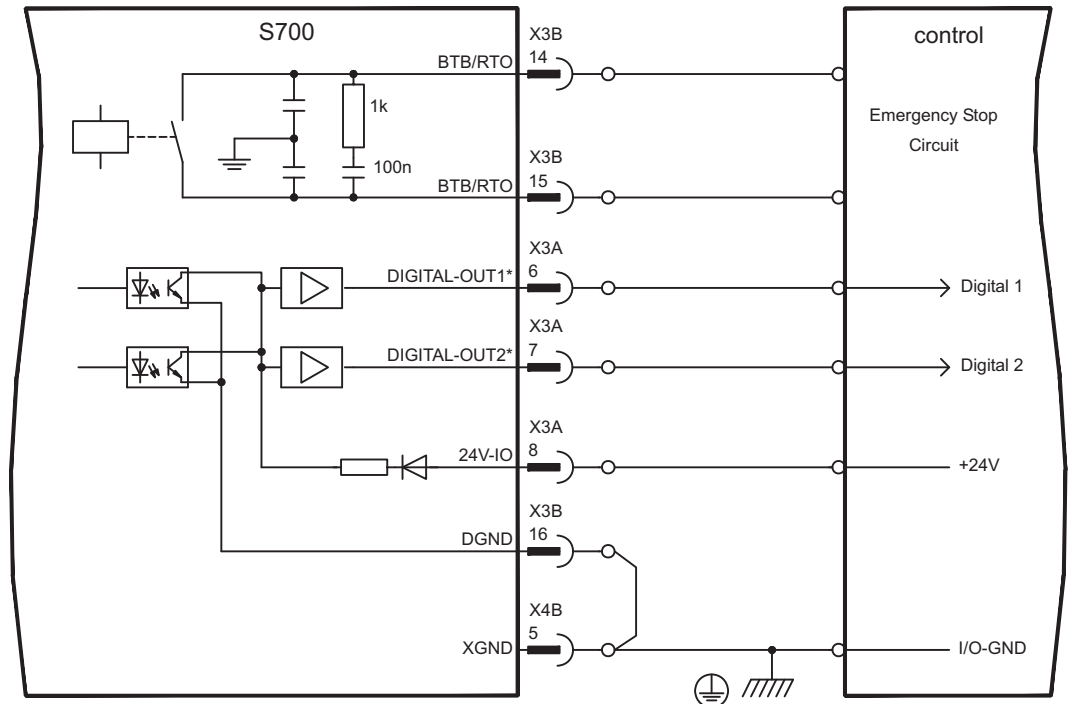 S700
control
X3B
14
BTB/RTO
1k
100n
Emergency Stop
Circuit
X3B
15
BTB/RTO
X3A
6
DIGITAL-OUT1*
Digital 1
X3A
7
DIGITAL-OUT2*
Digital 2
X3A
8
24V-IO
+24V
X3B
16
DGND
X4B
5
XGND
I/O-GND